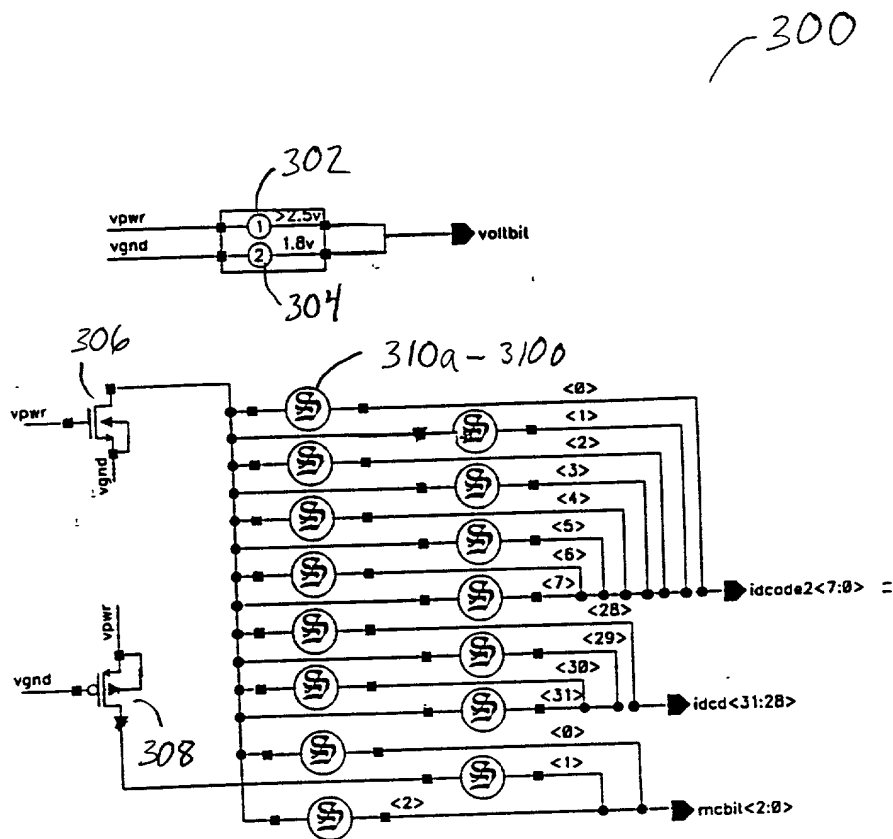 300
302
vpwr
1
>2.5v
voltbit
vgnd
2
1.8v
304
306
310a-310o
vpwr
vgnd
<0>
<1>
<2>
<3>
<4>
<5>
<6>
<7>
idcode2<7:0> =
<28>
<29>
<30>
<31>
idcd<31:28>
vpwr
vgnd
308
<0>
<1>
<2>
mcbit<2:0>